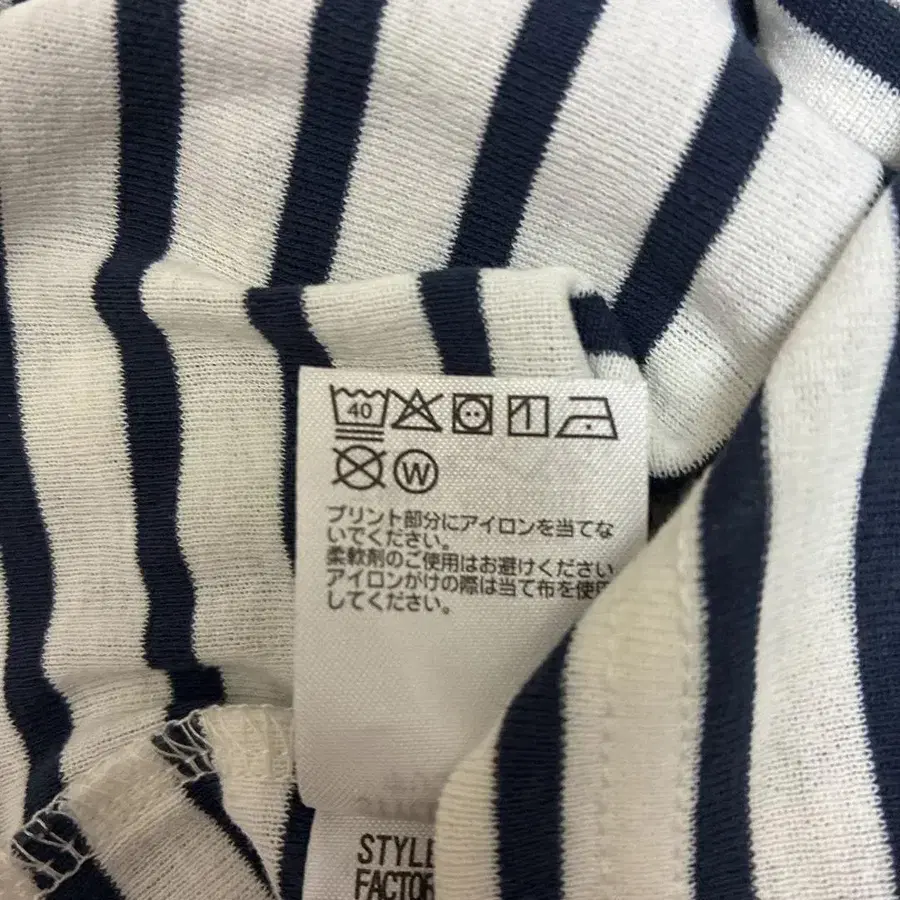 40
W
プリント部分にアイロンを当てな
いでください。
柔軟剤のご使用はお避けください
アイロンがけの際は当て布を使用
してください。
STYLE
FACTOR